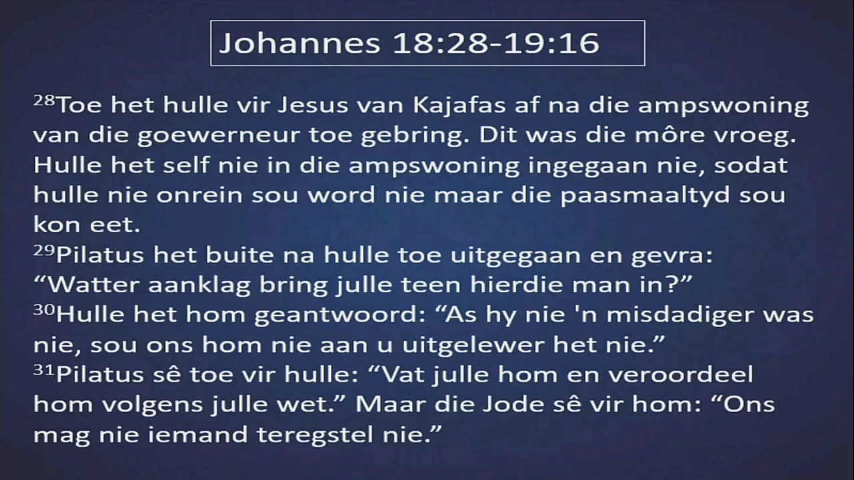 Johannes 18:28-19:16
²⁸Toe het hulle vir Jesus van Kajafas af na die ampswoning
van die goewerneur toe gebring. Dit was die môre vroeg.
Hulle het self nie in die ampswoning ingegaan nie, sodat
hulle nie onrein sou word nie maar die paasmaaltyd sou
kon eet.
²⁹Pilatus het buite na hulle toe uitgegaan en gevra:
“Watter aanklag bring julle teen hierdie man in?”
³⁰Hulle het hom geantwoord: “As hy nie 'n misdadiger was
nie, sou ons hom nie aan u uitgelewer het nie.”
³¹Pilatus sê toe vir hulle: “Vat julle hom en veroordeel
hom volgens julle wet.” Maar die Jode sê vir hom: “Ons
mag nie iemand teregstel nie.”